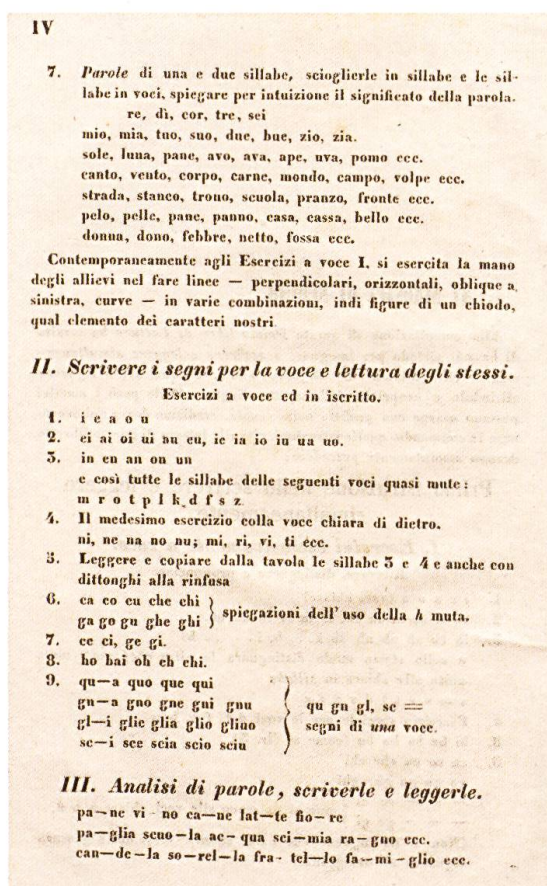 IV
7. Parole di una e due sillabe, scioglierle in sillabe e le sil-
labe in voci, spiegare per intuizione il significato della parola.
re, dì, cor, tre, sei
mio, mia, tuo, suo, due, bue, zio, zia.
sole, luna, pane, avo, ava, ape, uva, pomo ecc.
canto, vento, corpo, carne, mondo, campo, volpe ecc.
strada, stanco, trono, scuola, pranzo, fronte ecc.
pelo, pelle, pane, panno, casa, cassa, bello ecc.
donna, dono, febbre, netto, fossa ecc.
Contemporaneamente agli Esercizi a voce I. si esercita la mano
degli allievi nel fare linee — perpendicolari, orizzontali, oblique a
sinistra, curve — in varie combinazioni, indi figure di un chiodo,
qual elemento dei caratteri nostri
II. Scrivere i segni per la voce e lettura degli stessi.
Esercizi a voce ed in iscritto.
1. i e a o u
2. ei ai oi ui au eu, ie ia io iu ua uo.
3. in en an on un
e così tutte le sillabe delle seguenti voci quasi mute:
m r o t p l k d f s z
4. Il medesimo esercizio colla voce chiara di dietro.
ni, ne na no nu; mi, ri, vi, ti ecc.
5. Leggere e copiare dalla tavola le sillabe 3 e 4 e anche con
dittonghi alla rinfusa
6. ca co cu che chi
ga go gu ghe ghi } spiegazioni dell' uso della h muta.
7. ce ci, ge gi.
8. ho hai oh eh chi.
9. qu—a quo que qui
gn—a gno gne gni gnu } qu gn gl, sc =
gl—i glie glia glio gliuo } segni di una voce.
sc—i sce scia scio sciu
III. Analisi di parole, scriverle e leggerle.
pa—ne vi—no ca—ne lat—te fio—re
pa—glia scuo—la ac—qua sci—mia ra—gno ecc.
can—de—la so—rel—la fra—tel—lo fa—mi—glio ecc.